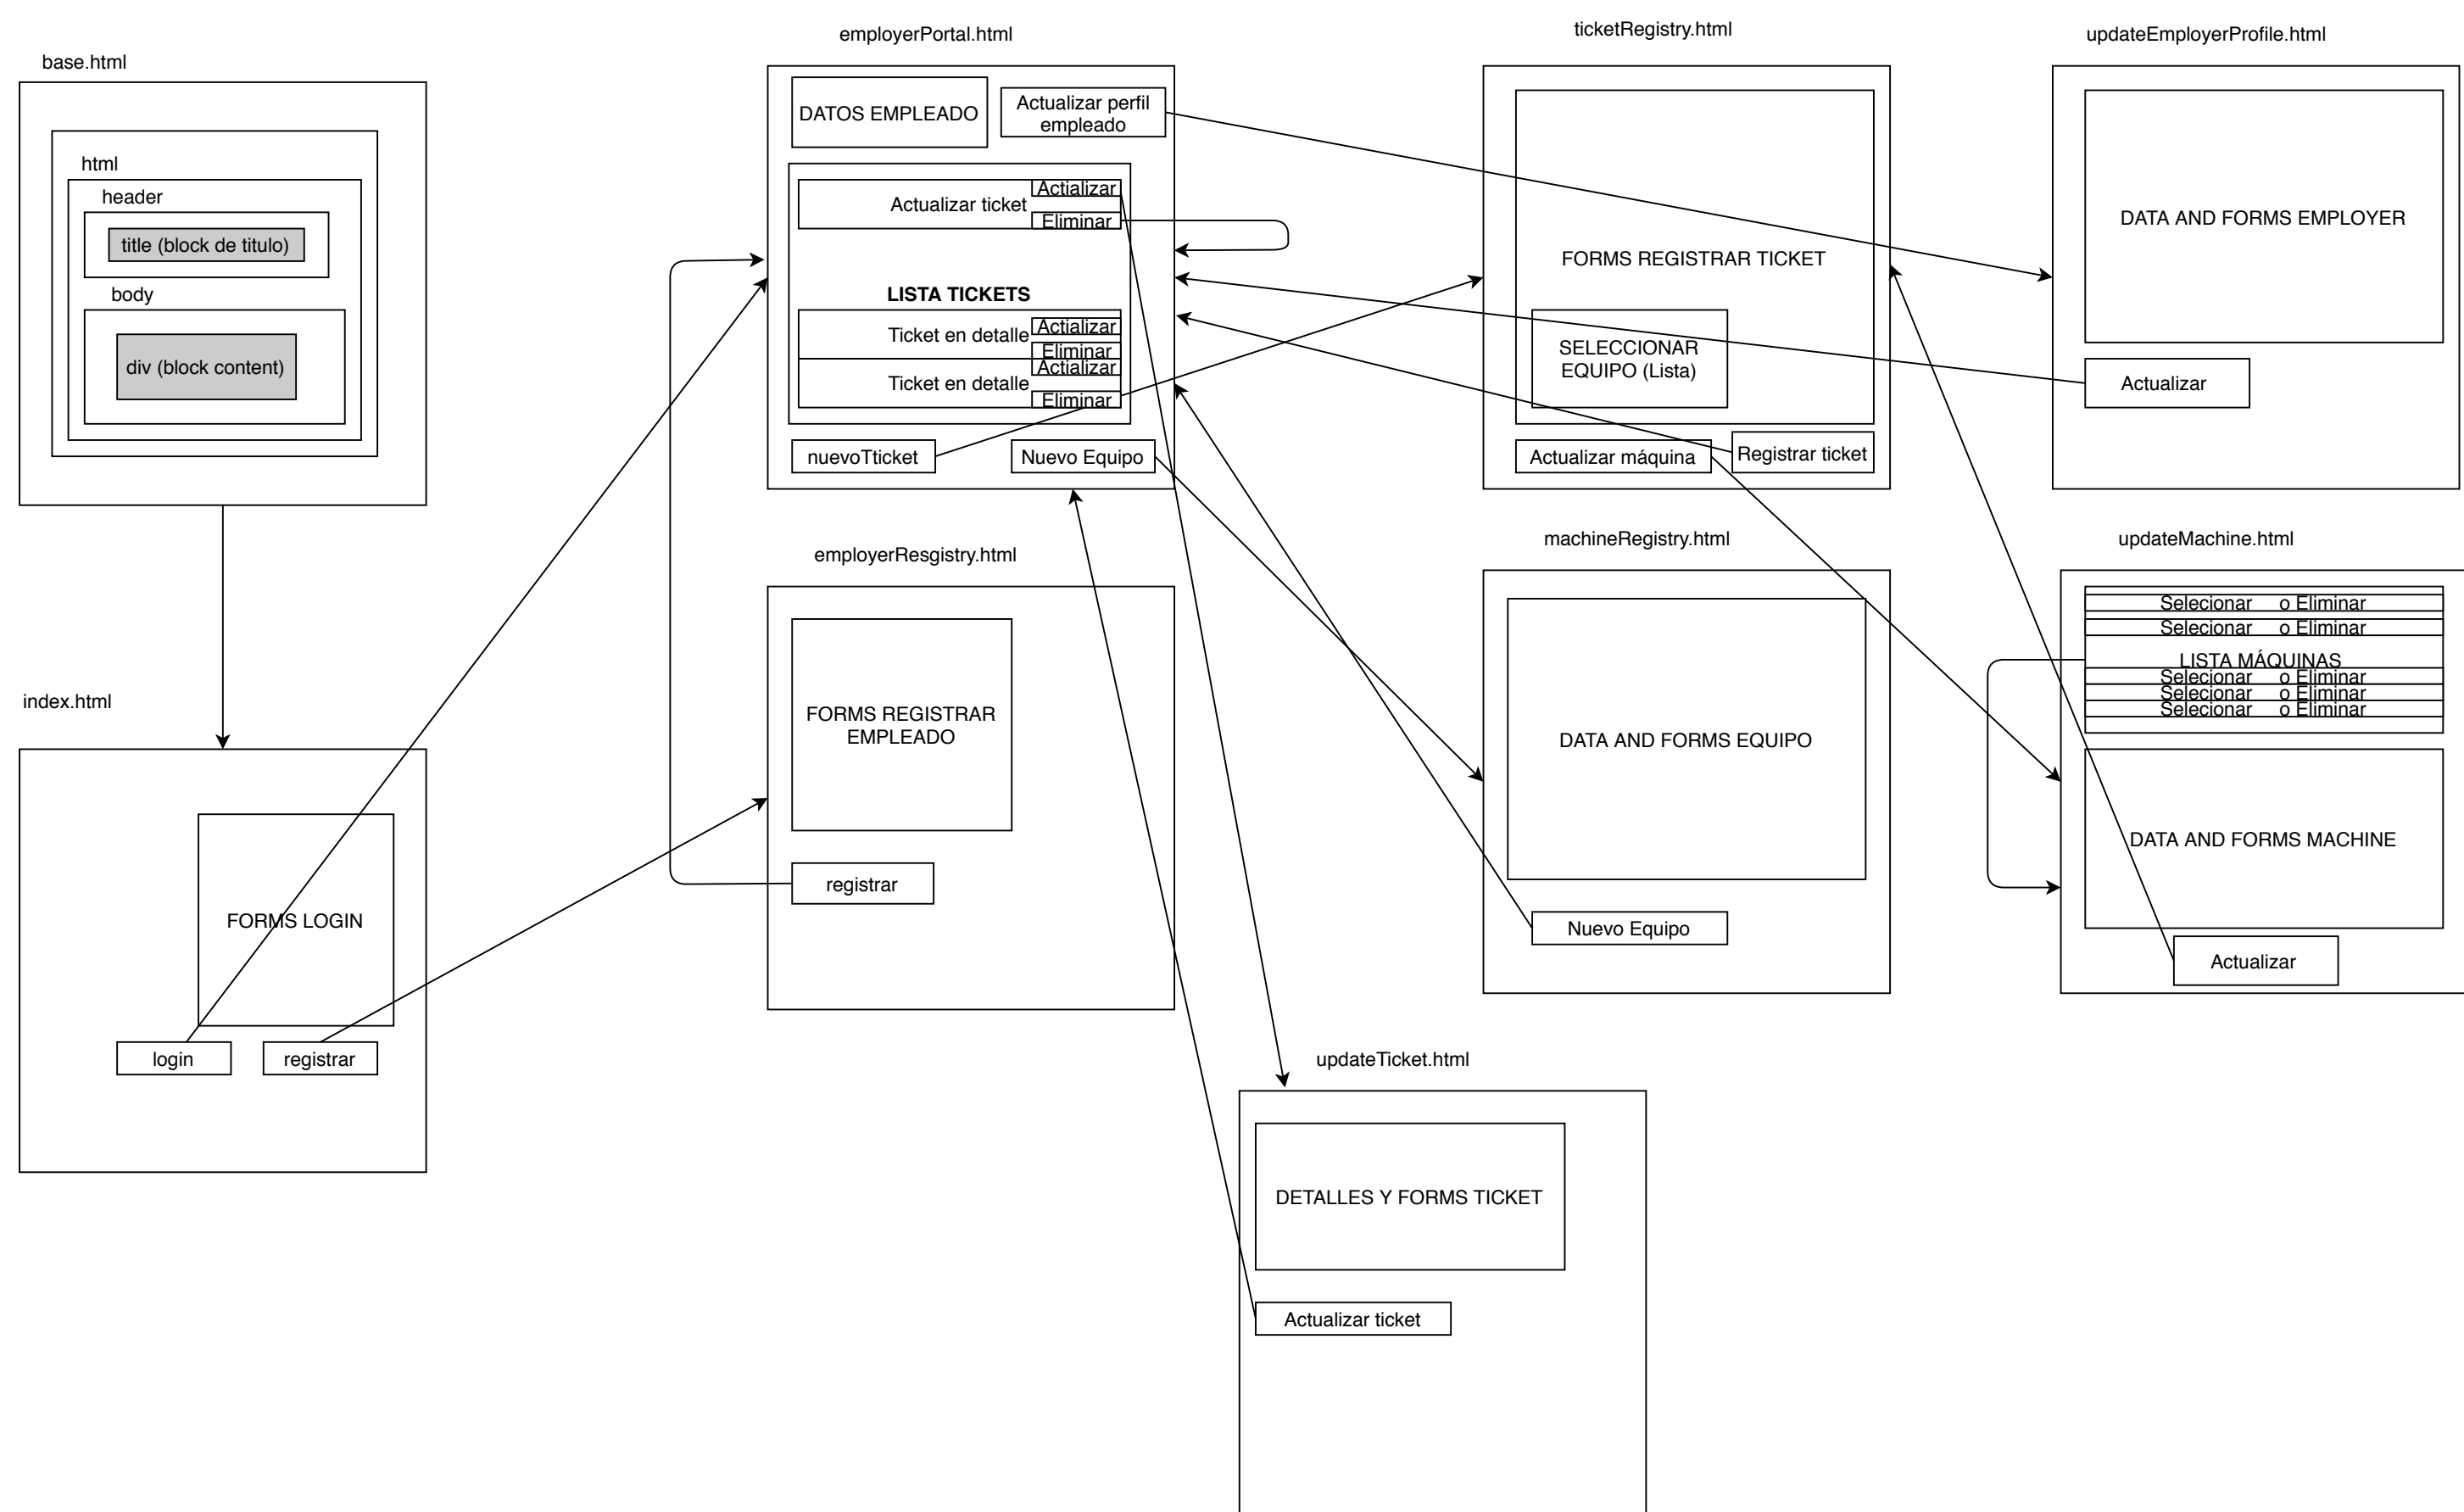 base.html
html
header
title (block de titulo)
body
div (block content)
index.html
FORMS LOGIN
login
registrar
employerPortal.html
DATOS EMPLEADO
Actualizar perfil
empleado
Actializar
Actualizar ticket
Eliminar
LISTA TICKETS
Actializar
Ticket en detalle
Eliminar
Actializar
Ticket en detalle
Eliminar
nuevoTticket
Nuevo Equipo
employerResgistry.html
FORMS REGISTRAR
EMPLEADO
registrar
ticketRegistry.html
FORMS REGISTRAR TICKET
SELECCIONAR
EQUIPO (Lista)
Actualizar máquina
Registrar ticket
machineRegistry.html
DATA AND FORMS EQUIPO
Nuevo Equipo
updateTicket.html
DETALLES Y FORMS TICKET
Actualizar ticket
updateEmployerProfile.html
DATA AND FORMS EMPLOYER
Actualizar
updateMachine.html
Selecionar o Eliminar
Selecionar o Eliminar
LISTA MÁQUINAS
Selecionar o Eliminar
Selecionar o Eliminar
Selecionar o Eliminar
DATA AND FORMS MACHINE
Actualizar